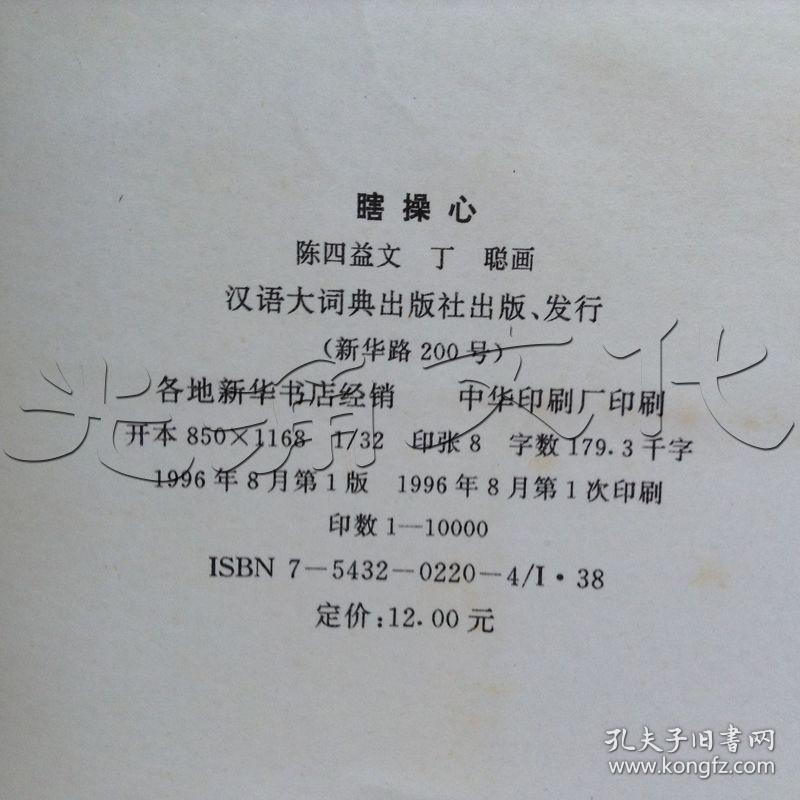 瞎操心
陈四益文 丁 聪画
汉语大词典出版社出版、发行
(新华路200号)
各地新华书店经销 中华印刷厂印刷
开本850×1168 1/32 印张8 字数179.3千字
1996年8月第1版 1996年8月第1次印刷
印数1—10000
ISBN 7-5432-0220-4/I·38
定价:12.00元
孔夫子旧书网
www.kongfz.com